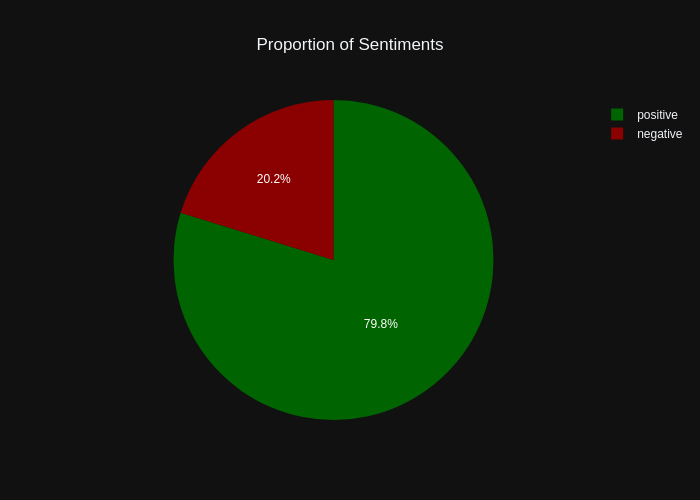 Proportion of Sentiments
positive
negative
20.2%
79.8%